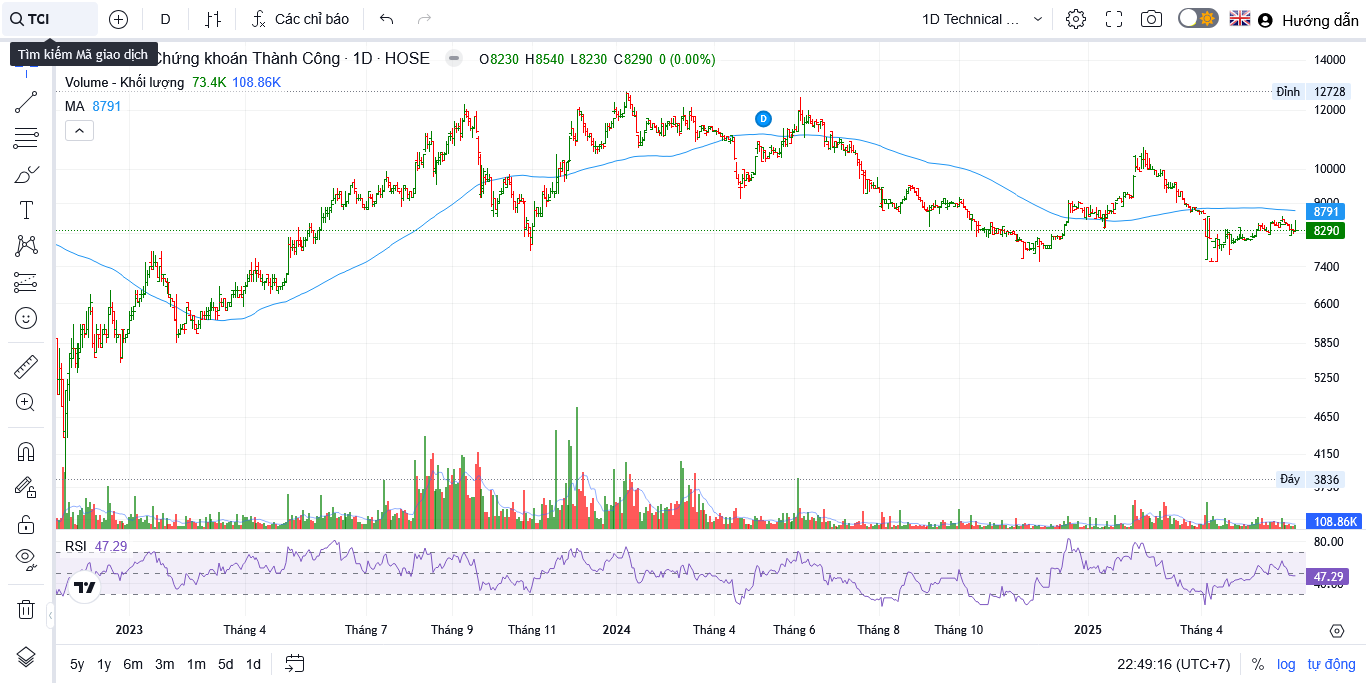 TCI
D
Các chỉ báo
1D Technical ...
Hướng dẫn
Tìm kiếm Mã giao dịch
Chứng khoán Thành Công · 1D · HOSE
O8230 H8540 L8230 C8290 0 (0.00%)
Volume - Khối lượng 73.4K 108.86K
MA 8791
D
14000
Đỉnh 12728
12000
10000
9000
8791
8290
7400
6600
5850
5250
4650
4150
Đáy 3836
108.86K
RSI 47.29
80.00
47.29
40.00
2023
Tháng 4
Tháng 7
Tháng 9
Tháng 11
2024
Tháng 4
Tháng 6
Tháng 8
Tháng 10
2025
Tháng 4
5y 1y 6m 3m 1m 5d 1d
22:49:16 (UTC+7)
% log tự động